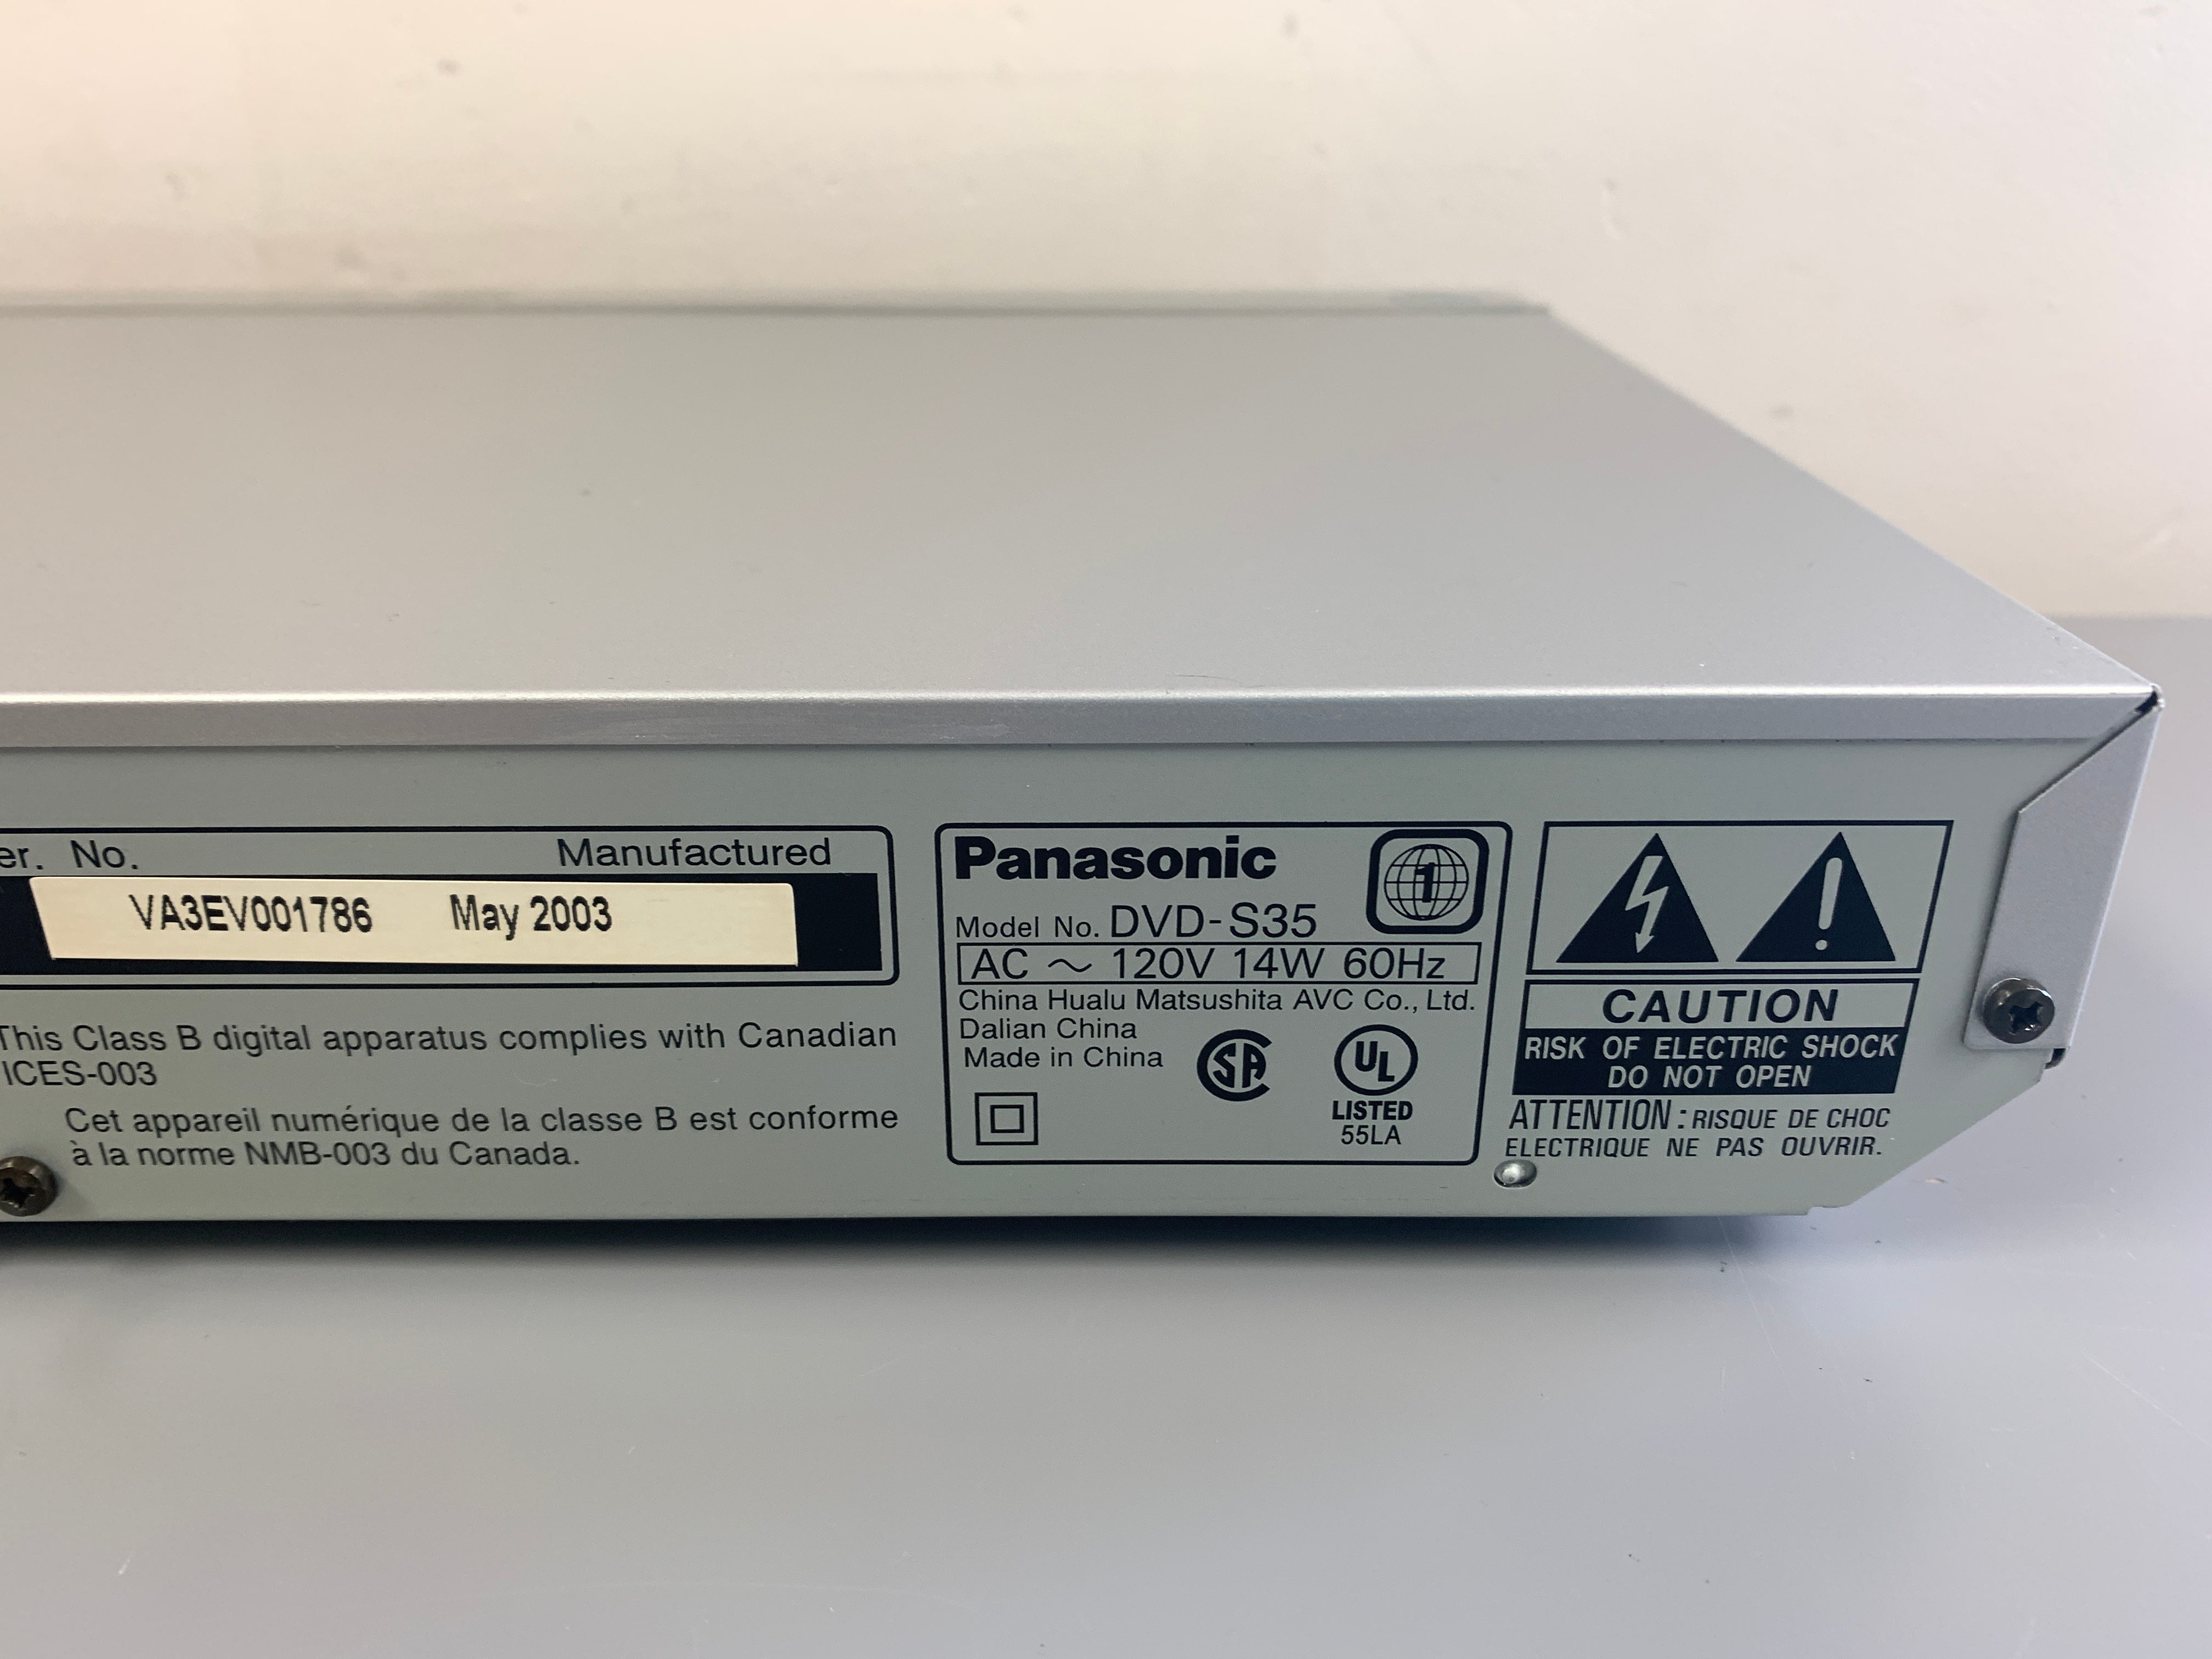 er. No. Manufactured
VA3EV001786 May 2003
This Class B digital apparatus complies with Canadian
ICES-003
Cet appareil numérique de la classe B est conforme
à la norme NMB-003 du Canada.
Panasonic
1
Model No. DVD-S35
AC ~ 120V 14W 60Hz
China Hualu Matsushita AVC Co., Ltd.
Dalian China
Made in China
SA
UL
LISTED
55LA
CAUTION
RISK OF ELECTRIC SHOCK
DO NOT OPEN
ATTENTION : RISQUE DE CHOC
ELECTRIQUE NE PAS OUVRIR.